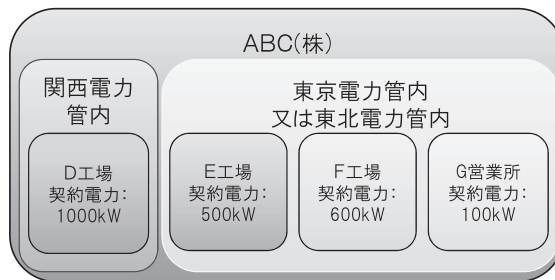 ABC(株)
関西電力
管内
東京電力管内
又は東北電力管内
D工場
契約電力:
1000kW
E工場
契約電力:
500kW
F工場
契約電力:
600kW
G営業所
契約電力:
100kW